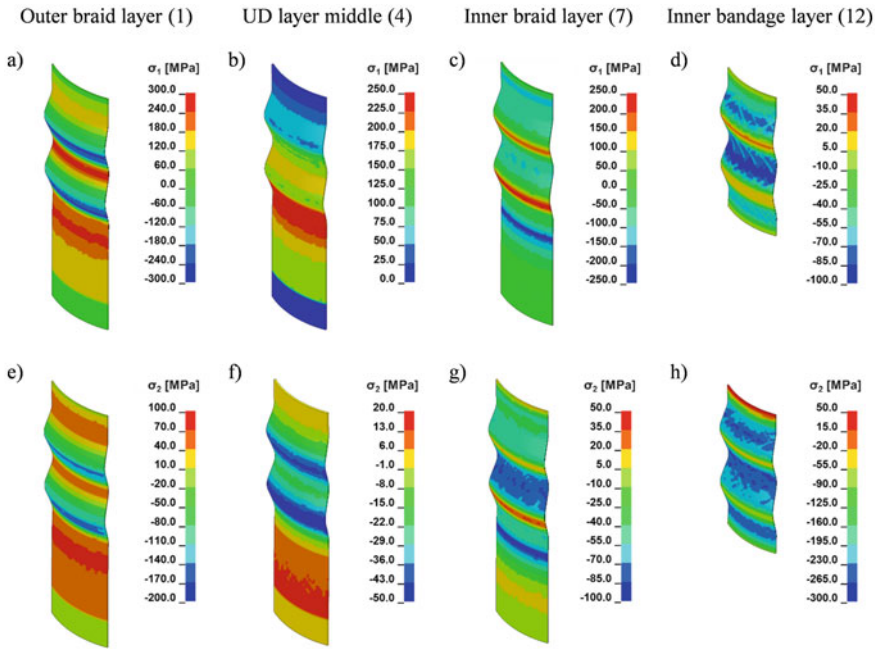 Outer braid layer (1) UD layer middle (4) Inner braid layer (7) Inner bandage layer (12)
a) b) c) d)
σ1 [MPa] σ1 [MPa] σ1 [MPa] σ1 [MPa]
300.0 250.0 250.0 50.0
240.0 225.0 200.0 35.0
180.0 200.0 150.0 20.0
120.0 175.0 100.0 5.0
60.0 150.0 50.0 -10.0
0.0 125.0 0.0 -25.0
-60.0 100.0 -50.0 -40.0
-120.0 75.0 -100.0 -55.0
-180.0 50.0 -150.0 -70.0
-240.0 25.0 -200.0 -85.0
-300.0 0.0 -250.0 -100.0
e) f) g) h)
σ2 [MPa] σ2 [MPa] σ2 [MPa] σ2 [MPa]
100.0 20.0 50.0 50.0
70.0 13.0 35.0 15.0
40.0 6.0 20.0 -20.0
10.0 -1.0 5.0 -55.0
-20.0 -8.0 -10.0 -90.0
-50.0 -15.0 -25.0 -125.0
-80.0 -22.0 -40.0 -160.0
-110.0 -29.0 -55.0 -195.0
-140.0 -36.0 -70.0 -230.0
-170.0 -43.0 -85.0 -265.0
-200.0 -50.0 -100.0 -300.0